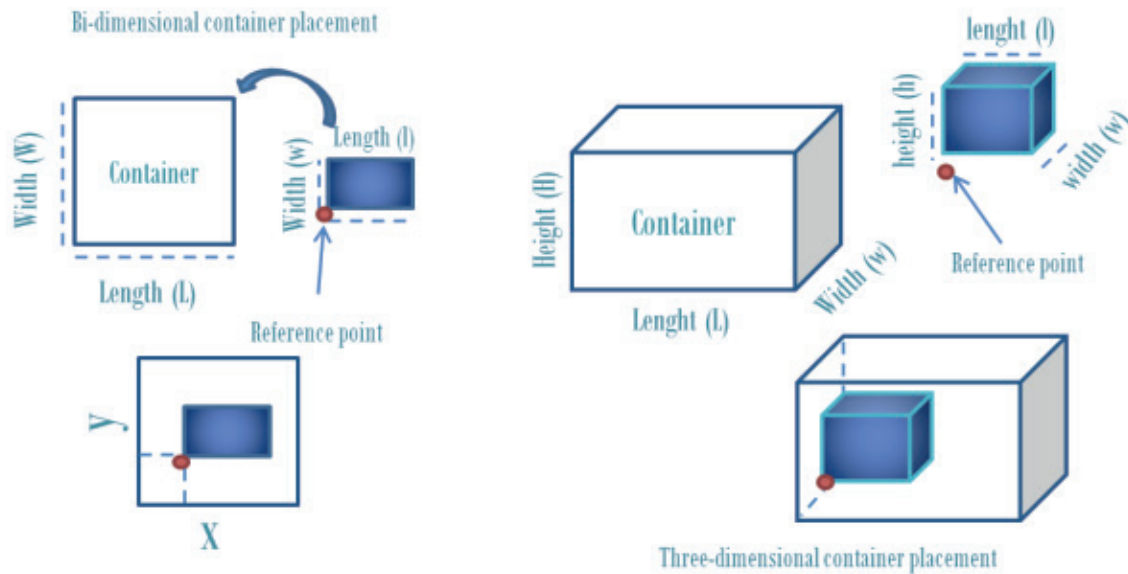 Bi-dimensional container placement
Width (W)
Container
Length (L)
Length (l)
Width (w)
Reference point
y
X
lenght (l)
height (h)
width (w)
Reference point
Height (H)
Container
Width (w)
Lenght (L)
Three-dimensional container placement